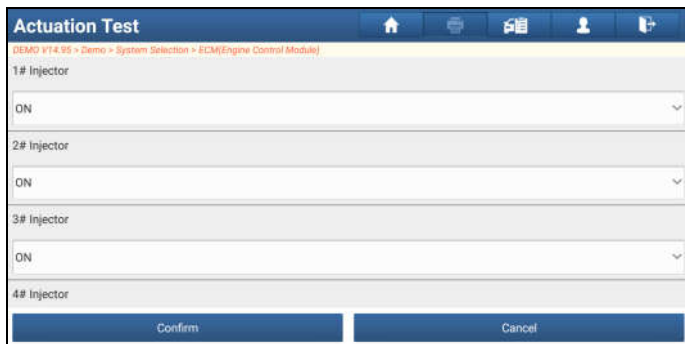 Actuation Test
DEMO V14.95 > Demo > System Selection > ECM(Engine Control Module)
1# Injector
ON
2# Injector
ON
3# Injector
ON
4# Injector
Confirm
Cancel